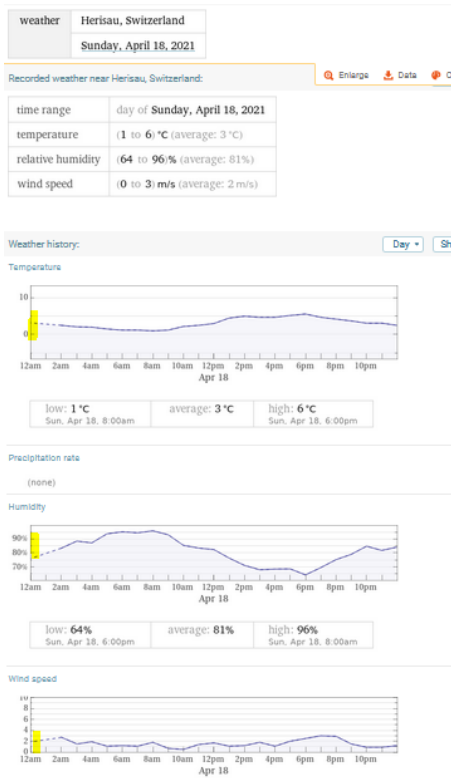 weather Herisau, Switzerland
Sunday, April 18, 2021
Recorded weather near Herisau, Switzerland: Enlarge Data
time range day of Sunday, April 18, 2021
temperature (1 to 6) °C (average: 3 °C)
relative humidity (64 to 96)% (average: 81%)
wind speed (0 to 3) m/s (average: 2 m/s)
Weather history: Day
Temperature
10
0
12am 2am 4am 6am 8am 10am 12pm 2pm 4pm 6pm 8pm 10pm
Apr 18
low: 1 °C average: 3 °C high: 6 °C
Sun, Apr 18, 8:00am Sun, Apr 18, 6:00pm
Precipitation rate
(none)
Humidity
90%
80%
70%
12am 2am 4am 6am 8am 10am 12pm 2pm 4pm 6pm 8pm 10pm
Apr 18
low: 64% average: 81% high: 96%
Sun, Apr 18, 6:00pm Sun, Apr 18, 8:00am
Wind speed
10
8
6
4
2
0
12am 2am 4am 6am 8am 10am 12pm 2pm 4pm 6pm 8pm 10pm
Apr 18